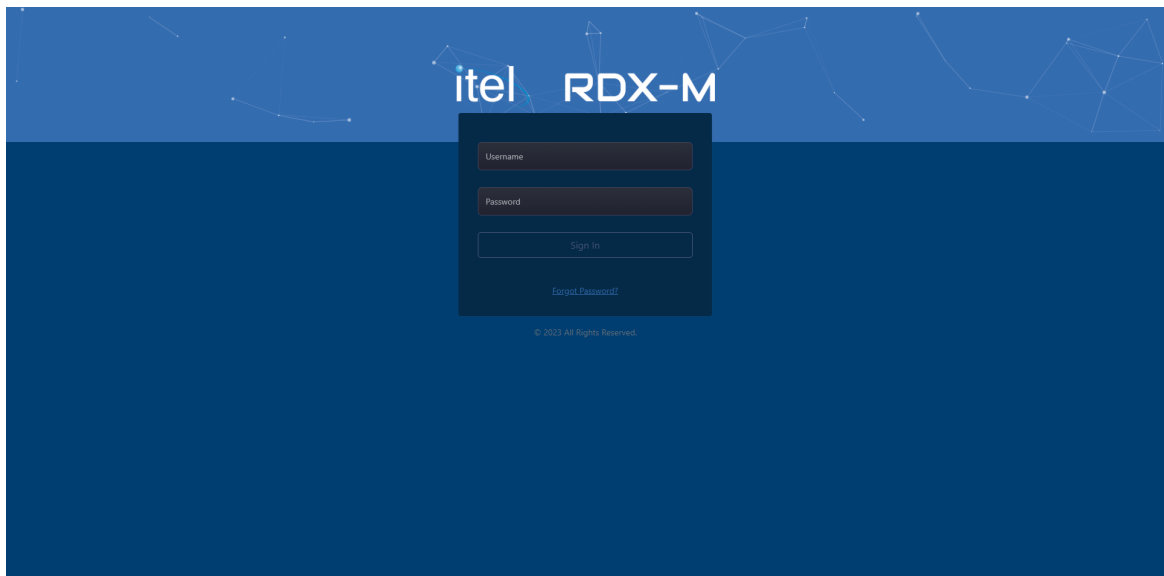 itel RDX-M
Username
Password
Sign In
Forgot Password?
© 2023 All Rights Reserved.